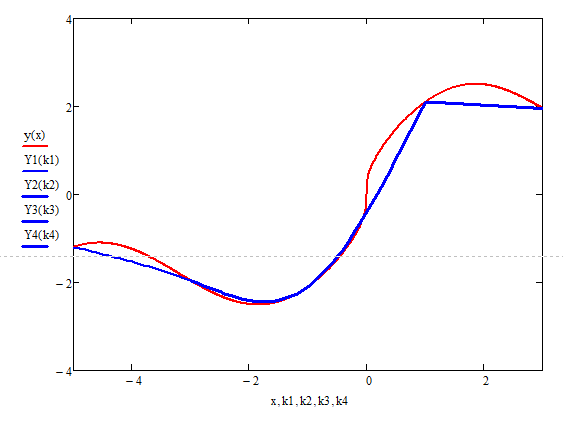 4
2
0
−2
−4
y(x)
Y1(k1)
Y2(k2)
Y3(k3)
Y4(k4)
−4 −2 0 2
x, k1, k2, k3, k4